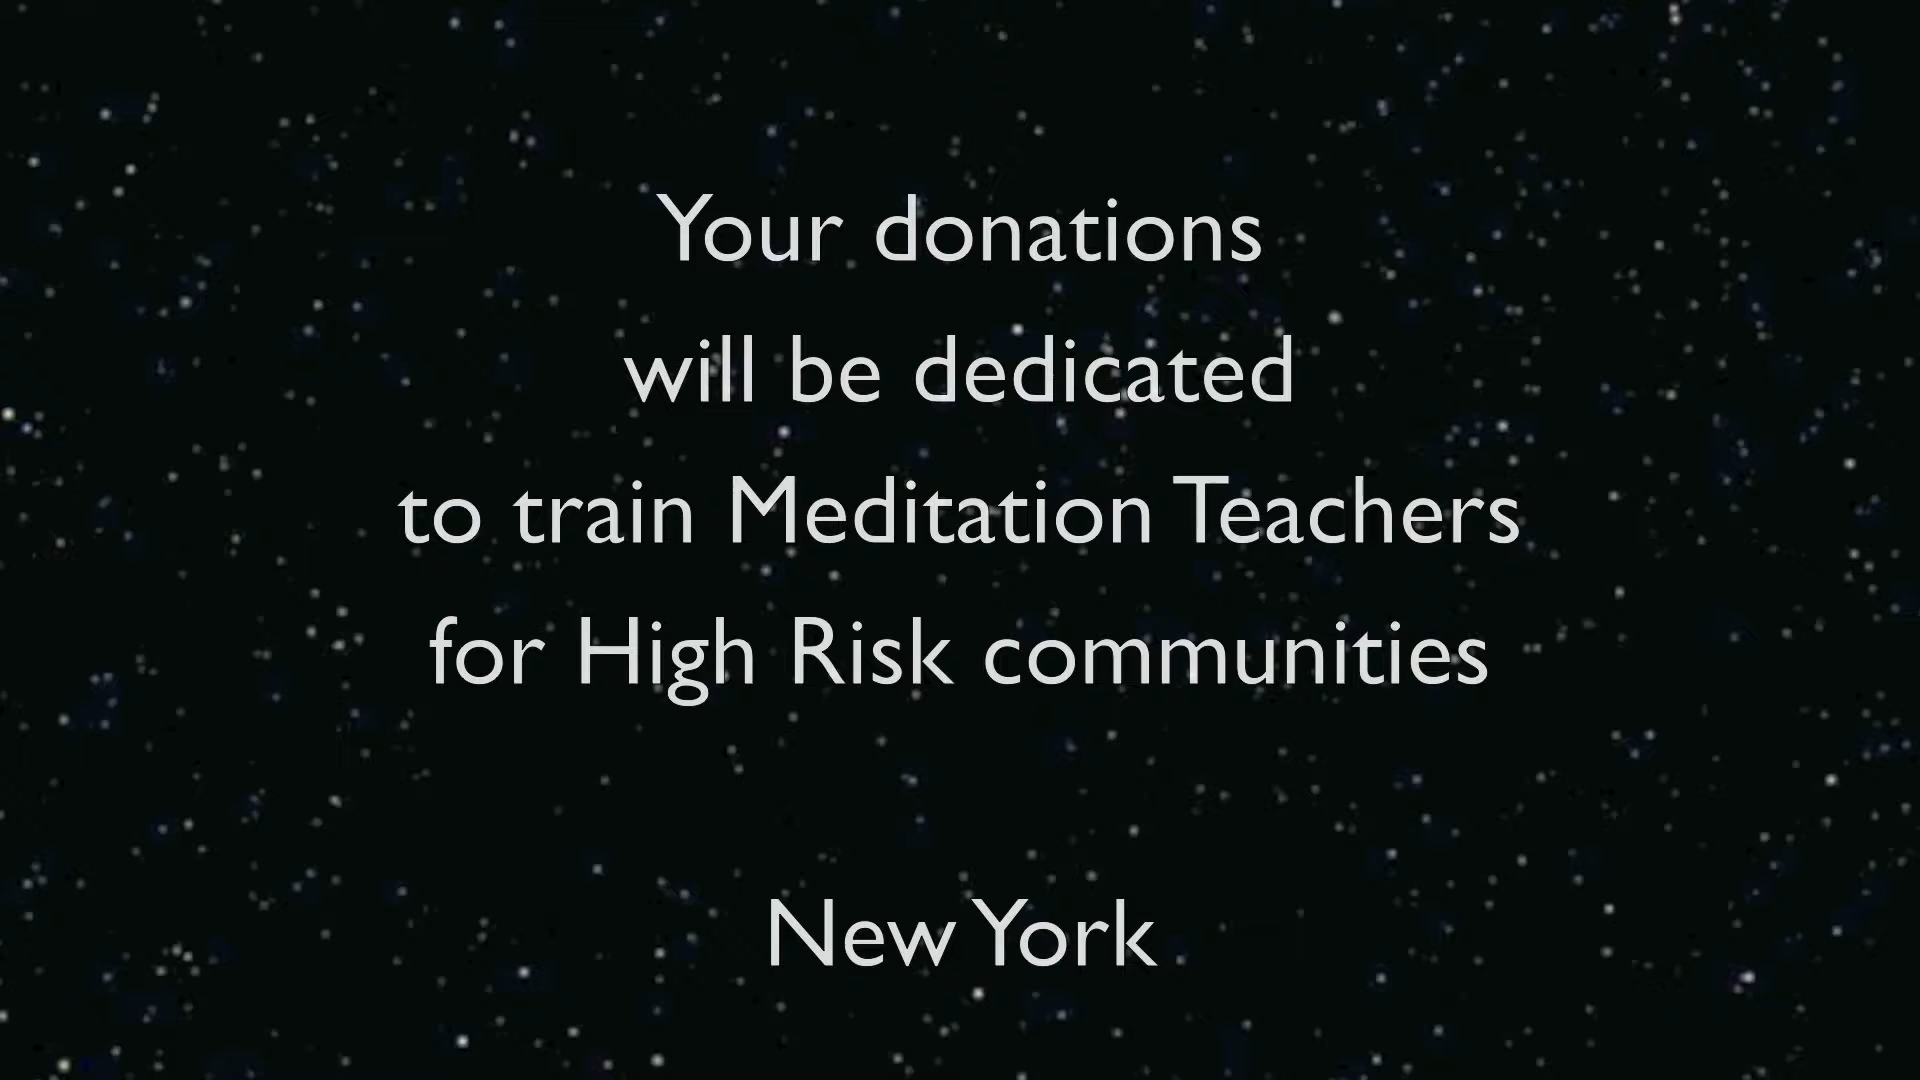 Your donations
will be dedicated
to train Meditation Teachers
for High Risk communities
New York